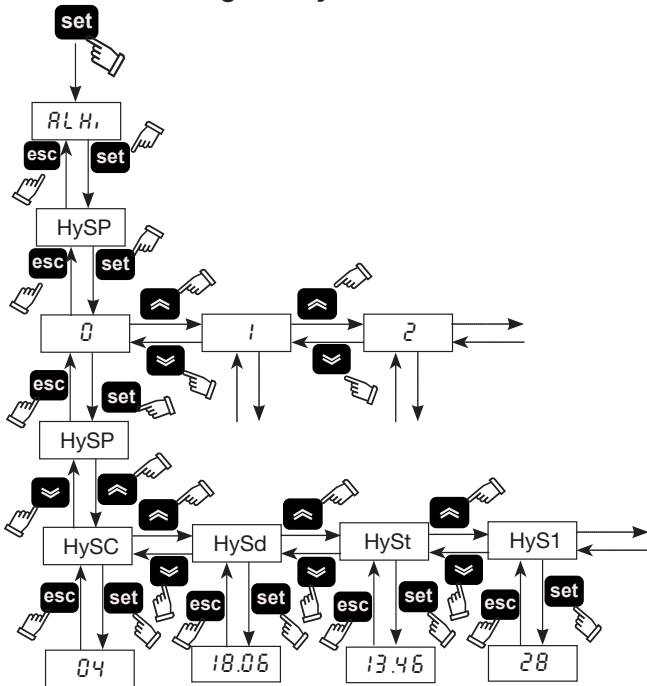 set
ALHi
esc set
HySP
esc set
0 1 2
esc set
HySP
HySC HySd HySt HyS1
esc set esc set esc set esc set
04 18.06 13.46 28